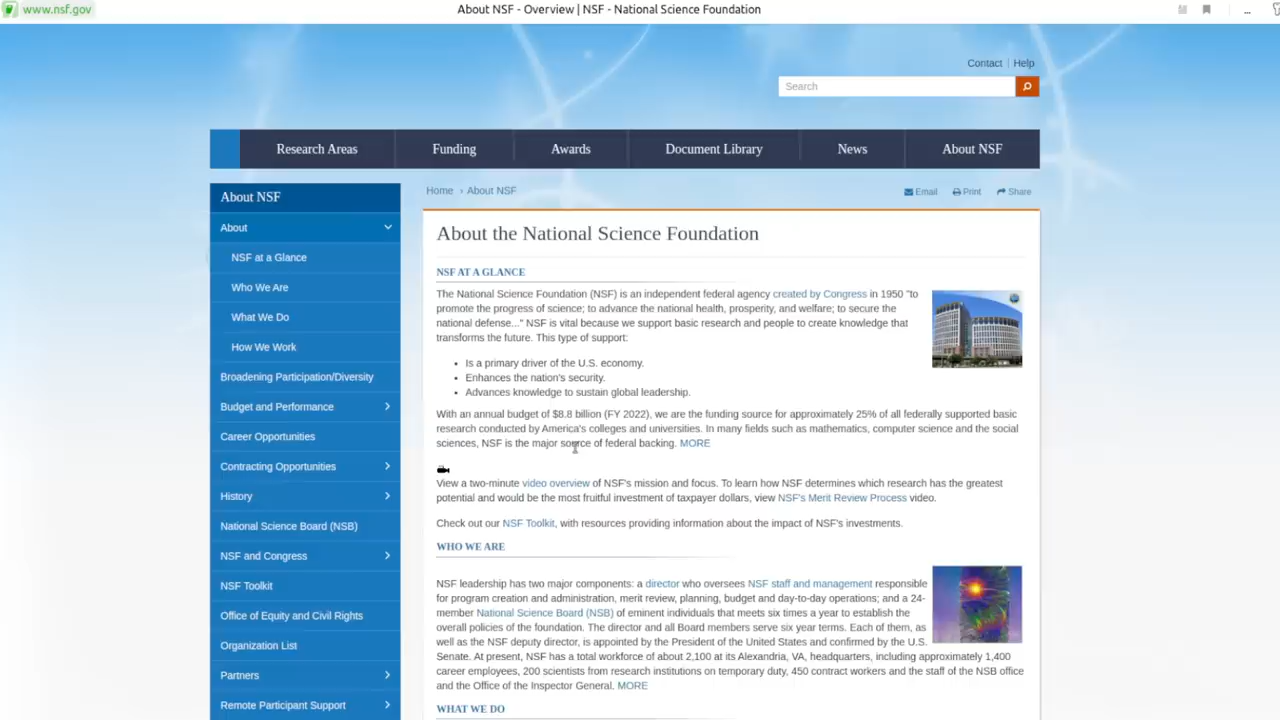 www.nsf.gov
About NSF - Overview | NSF - National Science Foundation
...
Contact | Help
Search
Research Areas
Funding
Awards
Document Library
News
About NSF
About NSF
About
NSF at a Glance
Who We Are
What We Do
How We Work
Broadening Participation/Diversity
Budget and Performance
Career Opportunities
Contracting Opportunities
History
National Science Board (NSB)
NSF and Congress
NSF Toolkit
Office of Equity and Civil Rights
Organization List
Partners
Remote Participant Support
Home › About NSF
Email
Print
Share
About the National Science Foundation
NSF AT A GLANCE
The National Science Foundation (NSF) is an independent federal agency created by Congress in 1950 "to
promote the progress of science; to advance the national health, prosperity, and welfare; to secure the
national defense..." NSF is vital because we support basic research and people to create knowledge that
transforms the future. This type of support:
• Is a primary driver of the U.S. economy.
• Enhances the nation's security.
• Advances knowledge to sustain global leadership.
With an annual budget of $8.8 billion (FY 2022), we are the funding source for approximately 25% of all federally supported basic
research conducted by America's colleges and universities. In many fields such as mathematics, computer science and the social
sciences, NSF is the major source of federal backing. MORE
View a two-minute video overview of NSF's mission and focus. To learn how NSF determines which research has the greatest
potential and would be the most fruitful investment of taxpayer dollars, view NSF's Merit Review Process video.
Check out our NSF Toolkit, with resources providing information about the impact of NSF's investments.
WHO WE ARE
NSF leadership has two major components: a director who oversees NSF staff and management responsible
for program creation and administration, merit review, planning, budget and day-to-day operations; and a 24-
member National Science Board (NSB) of eminent individuals that meets six times a year to establish the
overall policies of the foundation. The director and all Board members serve six year terms. Each of them, as
well as the NSF deputy director, is appointed by the President of the United States and confirmed by the U.S.
Senate. At present, NSF has a total workforce of about 2,100 at its Alexandria, VA, headquarters, including approximately 1,400
career employees, 200 scientists from research institutions on temporary duty, 450 contract workers and the staff of the NSB office
and the Office of the Inspector General. MORE
WHAT WE DO